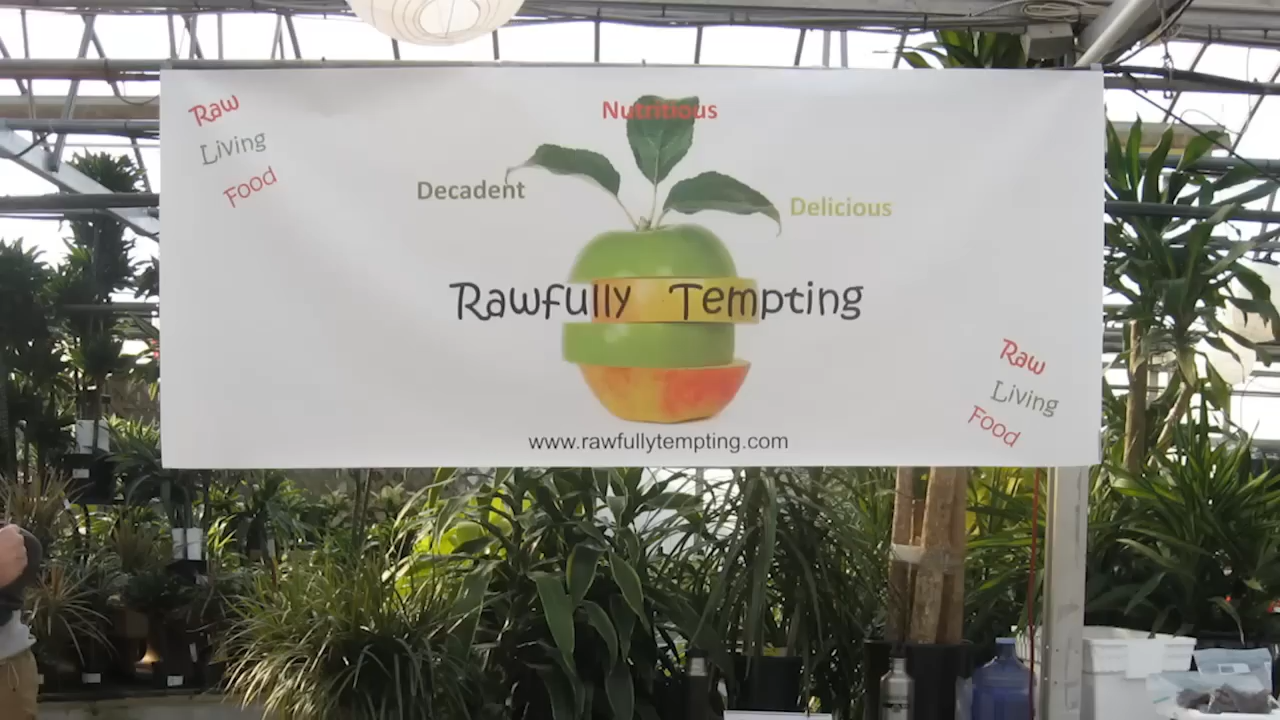 Raw
Living
Food
Nutritious
Decadent
Delicious
Rawfully Tempting
Raw
Living
Food
www.rawfullytempting.com